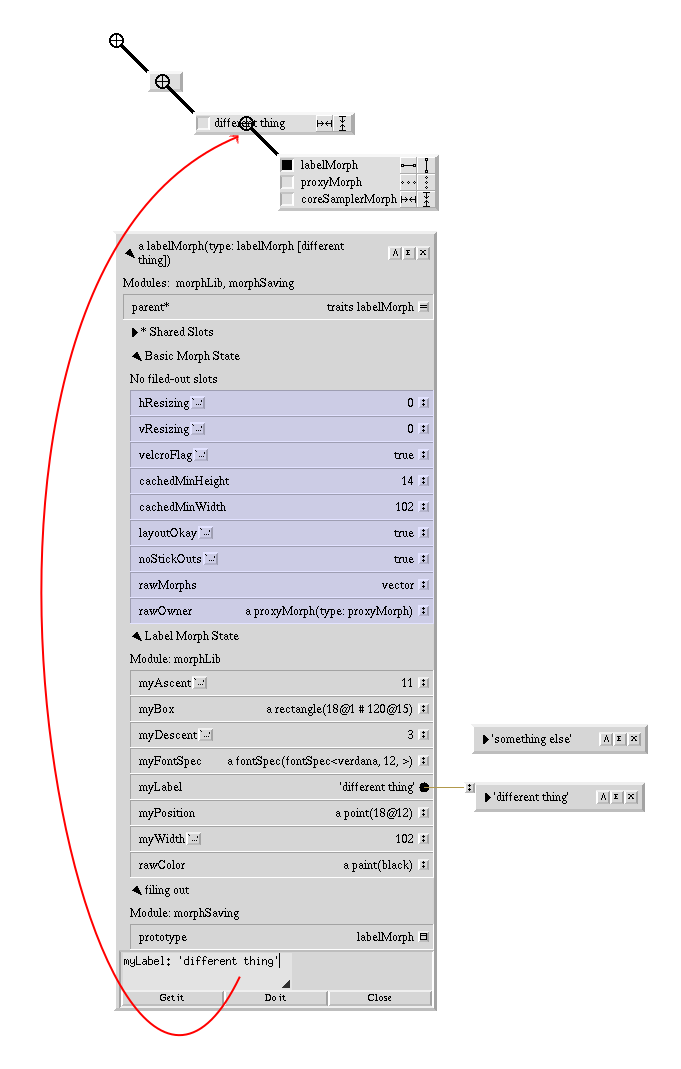 different thing
labelMorph
proxyMorph
coreSamplerMorph
a labelMorph(type: labelMorph [different
thing])
A E X
Modules: morphLib, morphSaving
parent* traits labelMorph =
* Shared Slots
Basic Morph State
No filed-out slots
hResizing `...' 0
vResizing `...' 0
velcroFlag `...' true
cachedMinHeight 14
cachedMinWidth 102
layoutOkay `...' true
noStickOuts `...' true
rawMorphs vector
rawOwner a proxyMorph(type: proxyMorph)
Label Morph State
Module: morphLib
myAscent `...' 11
myBox a rectangle(18@1 # 120@15)
myDescent `...' 3
myFontSpec a fontSpec(fontSpec<verdana, 12, >)
myLabel 'different thing'
myPosition a point(18@12)
myWidth `...' 102
rawColor a paint(black)
filing out
Module: morphSaving
prototype labelMorph
myLabel: 'different thing'
Get it Do it Close
'something else' A E X
'different thing' A E X